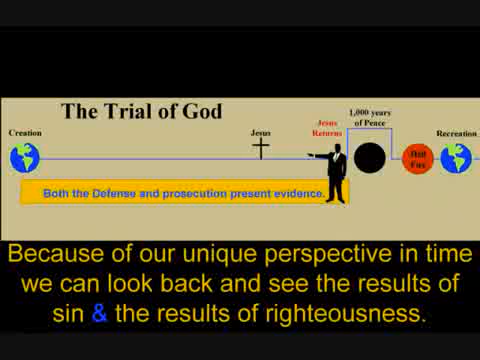 The Trial of God
1,000 years
of Peace
Creation
Jesus
Jesus
Returns
Recreation
Hell
Fire
Both the Defense and prosecution present evidence.
Because of our unique perspective in time
we can look back and see the results of
sin & the results of righteousness.